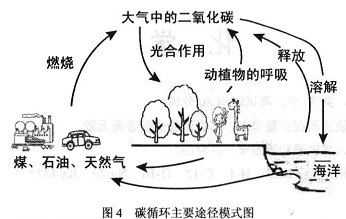 大气中的二氧化碳
燃烧
光合作用
释放
动植物的呼吸
溶解
煤、石油、天然气
海洋
图4 碳循环主要途径模式图